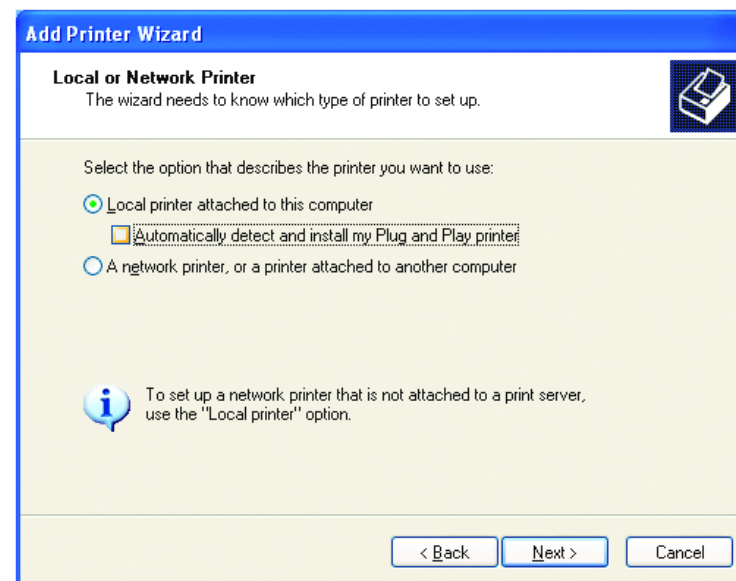 Add Printer Wizard
Local or Network Printer
The wizard needs to know which type of printer to set up.
Select the option that describes the printer you want to use:
Local printer attached to this computer
Automatically detect and install my Plug and Play printer
A network printer, or a printer attached to another computer
To set up a network printer that is not attached to a print server,
use the "Local printer" option.
< Back Next > Cancel